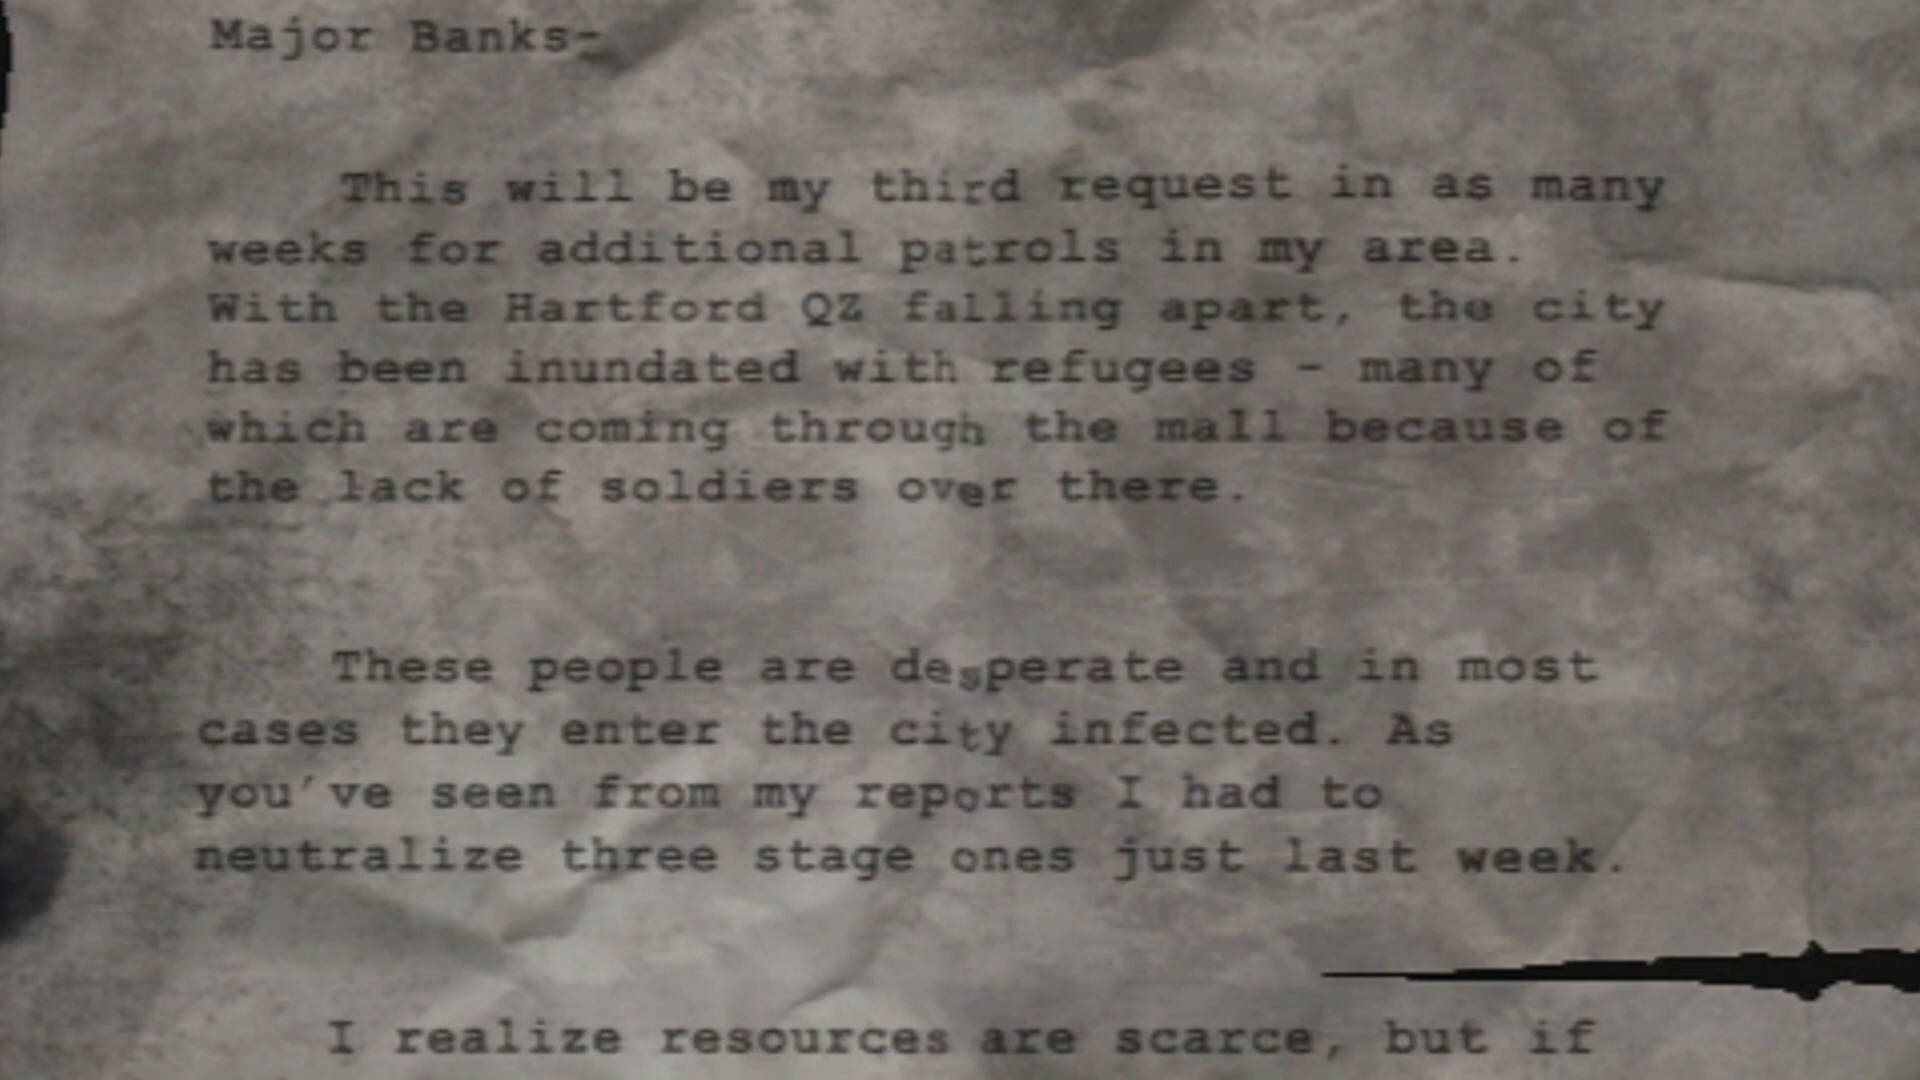 Major Banks-
This will be my third request in as many
weeks for additional patrols in my area.
With the Hartford QZ falling apart, the city
has been inundated with refugees - many of
which are coming through the mall because of
the lack of soldiers over there.
These people are desperate and in most
cases they enter the city infected. As
you've seen from my reports I had to
neutralize three stage ones just last week.
I realize resources are scarce, but if